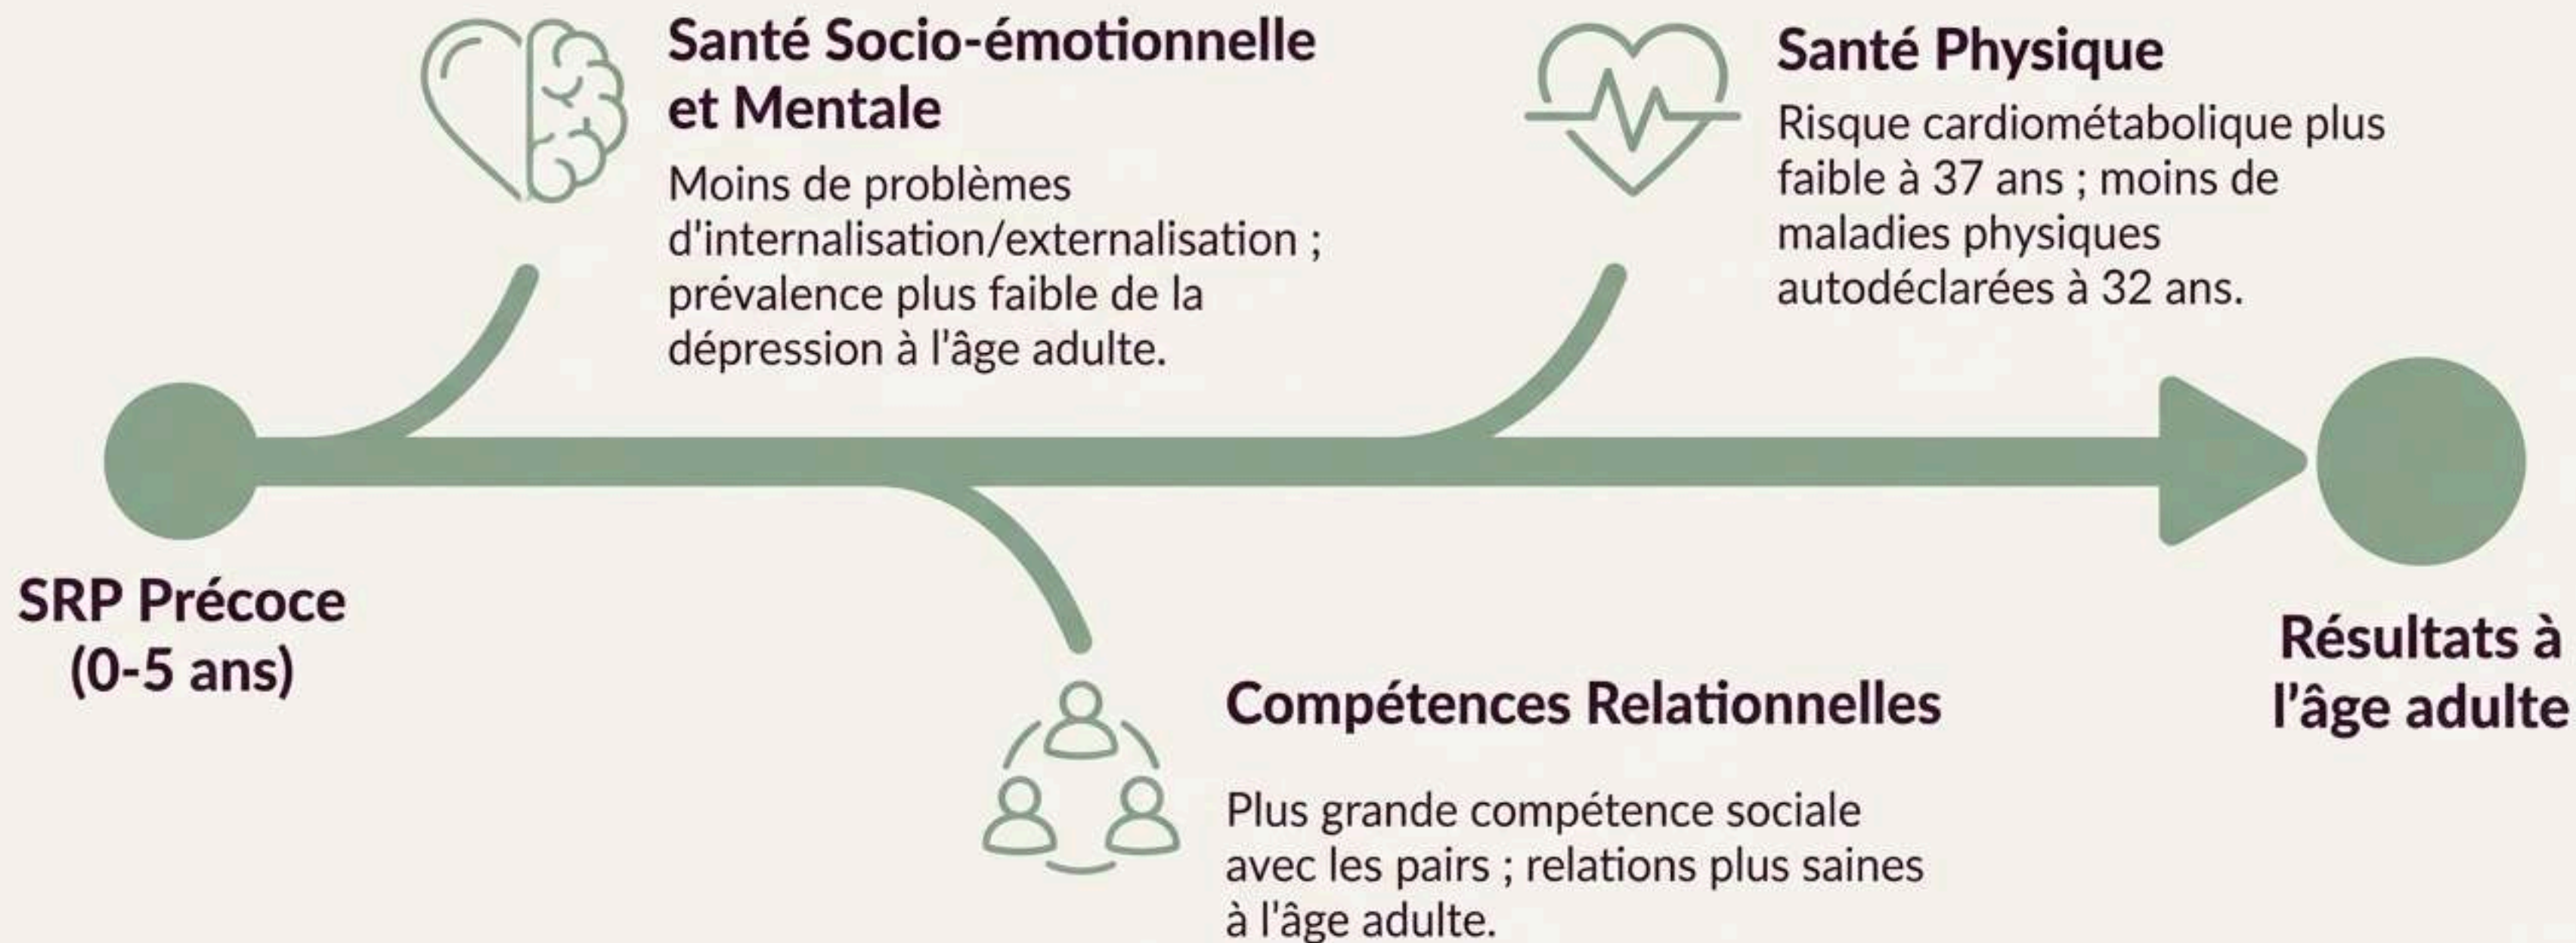 Santé Socio-émotionnelle
et Mentale
Moins de problèmes
d'internalisation/externalisation ;
prévalence plus faible de la
dépression à l'âge adulte.
Santé Physique
Risque cardiométabolique plus
faible à 37 ans ; moins de
maladies physiques
autodéclarées à 32 ans.
SRP Précoce
(0-5 ans)
Compétences Relationnelles
Plus grande compétence sociale
avec les pairs ; relations plus saines
à l'âge adulte.
Résultats à
l’âge adulte